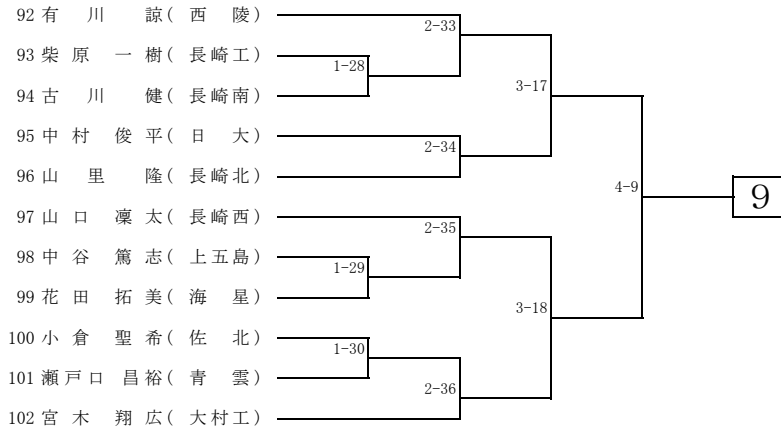 92 有川 諒(西陵)
2-33
93 柴原 一樹(長崎工)
1-28
94 古川 健(長崎南)
3-17
95 中村 俊平(日大)
2-34
96 山里 隆(長崎北)
4-9
9
97 山口 凜太(長崎西)
2-35
98 中谷 篤志(上五島)
1-29
99 花田 拓美(海星)
3-18
100 小倉 聖希(佐北)
1-30
101 瀬戸口 昌裕(青雲)
2-36
102 宮木 翔広(大村工)